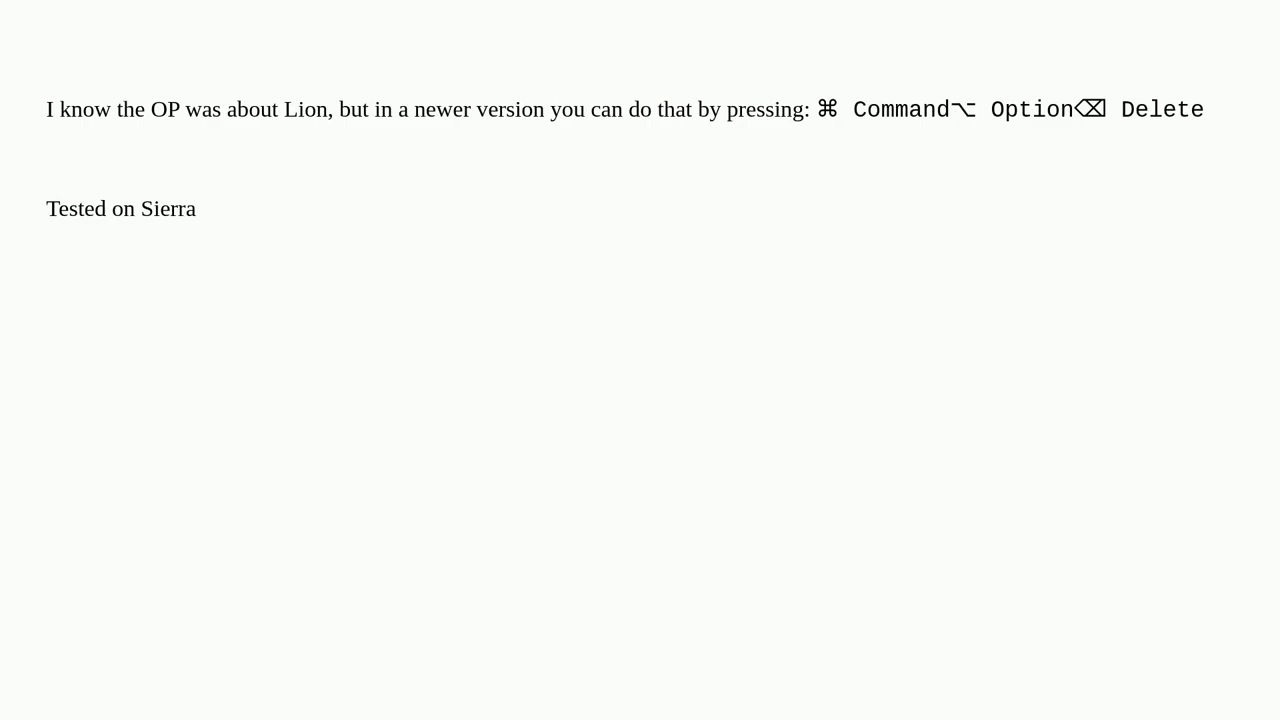 I know the OP was about Lion, but in a newer version you can do that by pressing: ⌘ Command⌥ Option⌫ Delete
Tested on Sierra